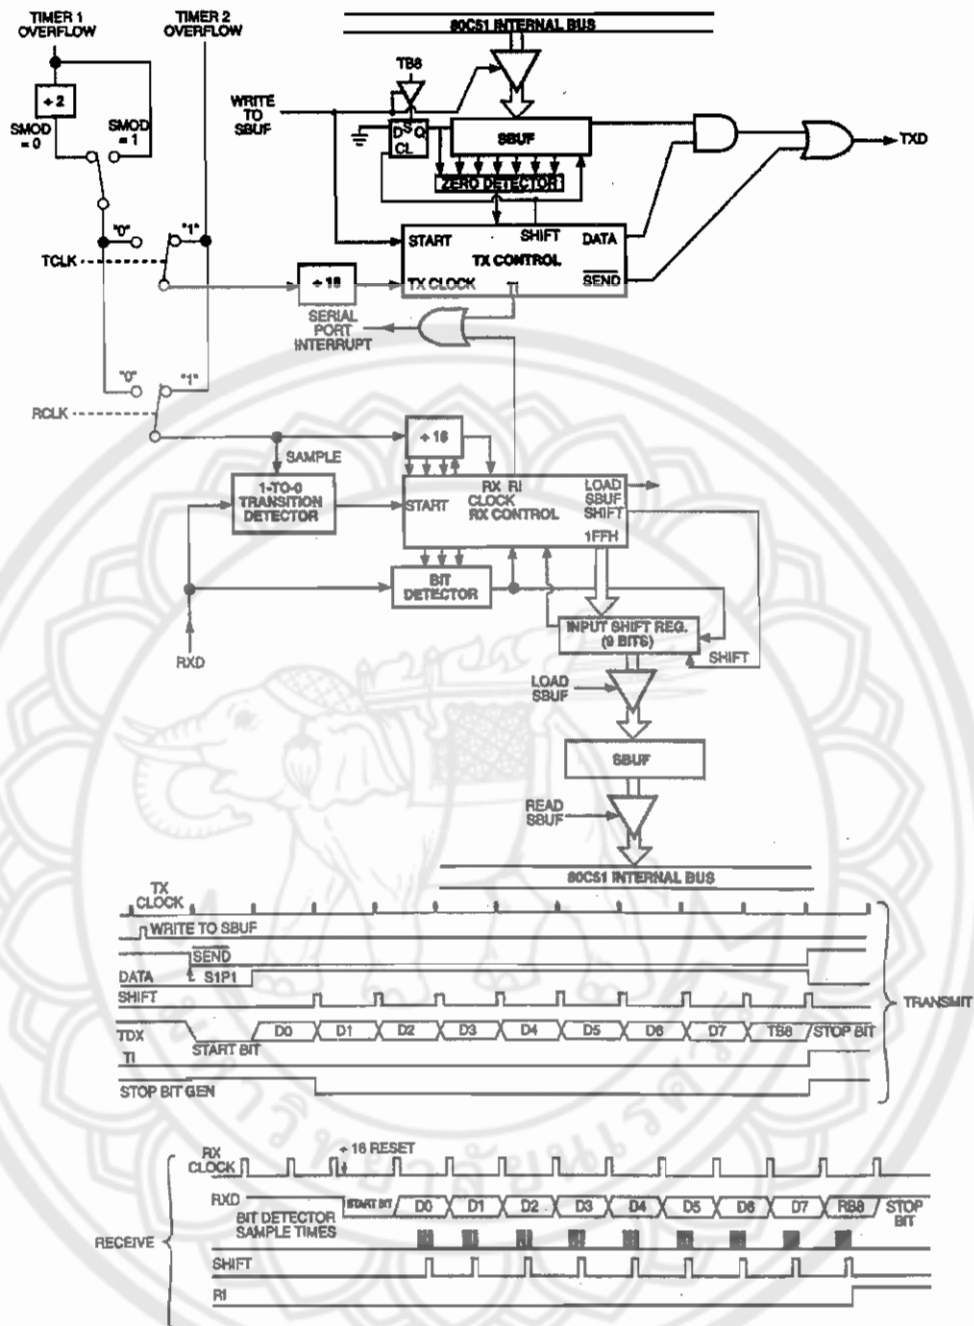 TIMER 1
OVERFLOW
TIMER 2
OVERFLOW
80C51 INTERNAL BUS
TB8
÷ 2
WRITE
TO
SBUF
SMOD
= 0
SMOD
= 1
D S Q
CL
SBUF
TXD
ZERO DETECTOR
"0"
"1"
START
SHIFT
DATA
TCLK
TX CONTROL
TX CLOCK
TI
SEND
÷ 16
SERIAL
PORT
INTERRUPT
"0"
"1"
RCLK
÷ 16
SAMPLE
1-TO-0
TRANSITION
DETECTOR
START
RX RI
CLOCK
RX CONTROL
LOAD
SBUF
SHIFT
1FFH
BIT
DETECTOR
INPUT SHIFT REG.
(9 BITS)
SHIFT
RXD
LOAD
SBUF
SBUF
READ
SBUF
80C51 INTERNAL BUS
TX
CLOCK
WRITE TO SBUF
SEND
DATA
S1P1
SHIFT
TRANSMIT
TDX
START BIT
D0
D1
D2
D3
D4
D5
D6
D7
TB8
STOP BIT
TI
STOP BIT GEN
RX
CLOCK
÷ 16 RESET
RXD
START BIT
D0
D1
D2
D3
D4
D5
D6
D7
RB8
STOP
BIT
BIT DETECTOR
SAMPLE TIMES
RECEIVE
SHIFT
RI